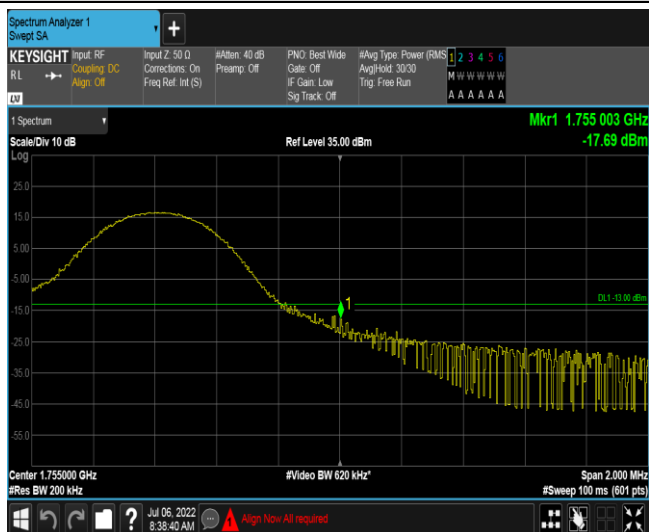 Spectrum Analyzer 1
Swept SA
+
KEYSIGHT
RL
Input: RF
Coupling: DC
Align: Off
Input Z: 50 Ω
Corrections: On
Freq Ref: Int (S)
#Atten: 40 dB
Preamp: Off
PNO: Best Wide
Gate: Off
IF Gain: Low
Sig Track: Off
#Avg Type: Power (RMS
Avg|Hold: 30/30
Trig: Free Run
1 2 3 4 5 6
M W W W W W
A A A A A A
LXI
1 Spectrum
Mkr1 1.755 003 GHz
Scale/Div 10 dB
Ref Level 35.00 dBm
-17.69 dBm
Log
25.0
15.0
5.00
-5.00
DL1 -13.00 dBm
1
-15.0
-25.0
-35.0
-45.0
-55.0
Center 1.755000 GHz
#Video BW 620 kHz*
Span 2.000 MHz
#Res BW 200 kHz
#Sweep 100 ms (601 pts)
?
Jul 06, 2022
8:38:40 AM
Align Now All required